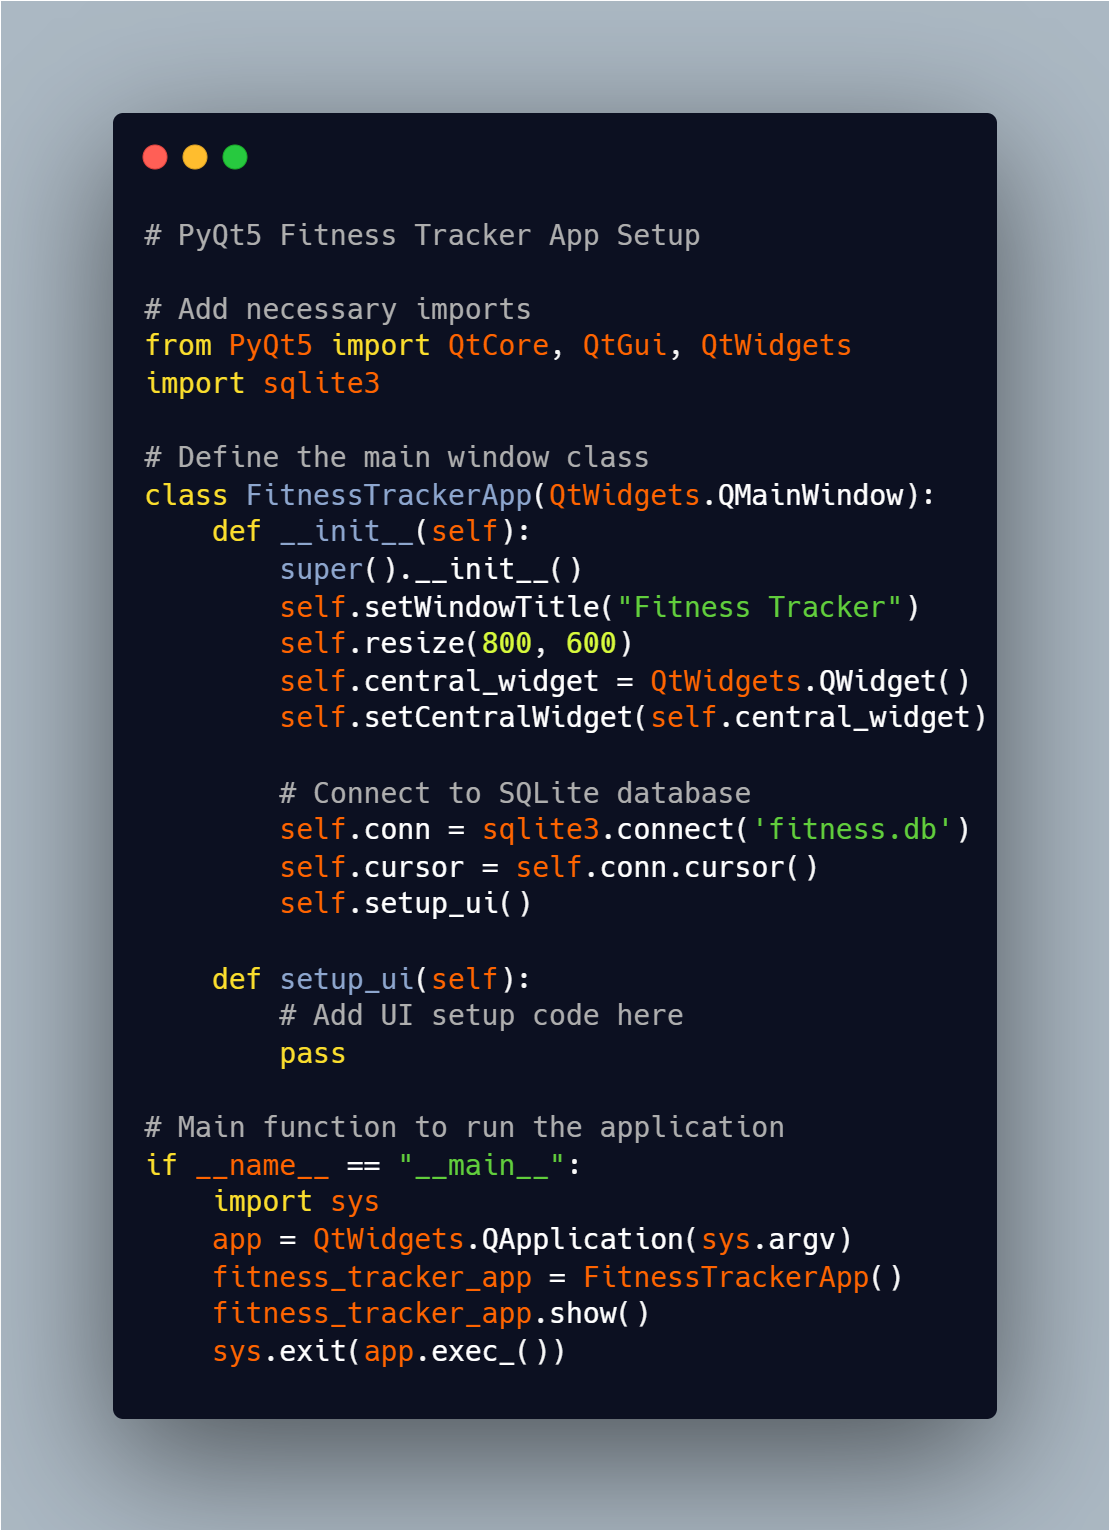 # PyQt5 Fitness Tracker App Setup

# Add necessary imports
from PyQt5 import QtCore, QtGui, QtWidgets
import sqlite3

# Define the main window class
class FitnessTrackerApp(QtWidgets.QMainWindow):
    def __init__(self):
        super().__init__()
        self.setWindowTitle("Fitness Tracker")
        self.resize(800, 600)
        self.central_widget = QtWidgets.QWidget()
        self.setCentralWidget(self.central_widget)

        # Connect to SQLite database
        self.conn = sqlite3.connect('fitness.db')
        self.cursor = self.conn.cursor()
        self.setup_ui()

    def setup_ui(self):
        # Add UI setup code here
        pass

# Main function to run the application
if __name__ == "__main__":
    import sys
    app = QtWidgets.QApplication(sys.argv)
    fitness_tracker_app = FitnessTrackerApp()
    fitness_tracker_app.show()
    sys.exit(app.exec_())